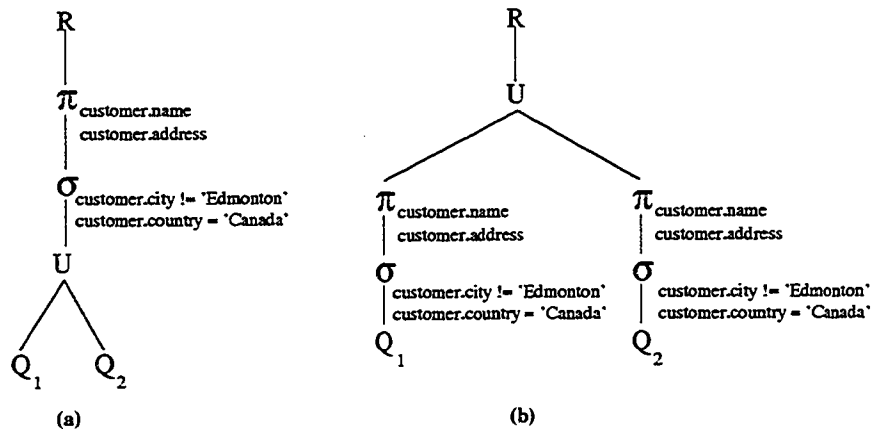 R
π customer.name
customer.address
σ customer.city != "Edmonton"
customer.country = "Canada"
U
Q1 Q2
(a)
R
U
π customer.name
customer.address
σ
customer.city != "Edmonton"
customer.country = "Canada"
Q1
π customer.name
customer.address
σ
customer.city != "Edmonton"
customer.country = "Canada"
Q2
(b)